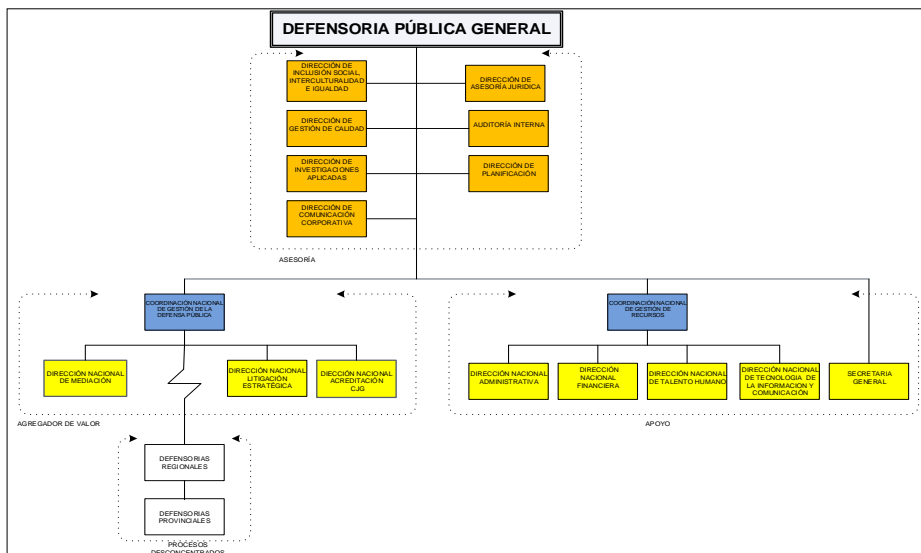 DEFENSORIA PÚBLICA GENERAL
DIRECCIÓN DE
INCLUSIÓN SOCIAL,
INTERCULTURALIDAD
E IGUALDAD
DIRECCIÓN DE
ASESORÍA JURIDICA
DIRECCIÓN DE
GESTIÓN DE CALIDAD
AUDITORÍA INTERNA
DIRECCIÓN DE
INVESTIGACIONES
APLICADAS
DIRECCIÓN DE
PLANIFICACIÓN
DIRECCIÓN DE
COMUNICACIÓN
CORPORATIVA
ASESORÍA
COORDINACIÓN NACIONAL
DE GESTIÓN DE LA
DEFENSA PÚBLICA
COORDINACIÓN NACIONAL
DE GESTIÓN DE
RECURSOS
DIRECCIÓN NACIONAL
DE MEDIACIÓN
DIRECCIÓN NACIONAL
LITIGACIÓN
ESTRATÉGICA
DIECCIÓN NACIONAL
ACREDITACIÓN
CJG
DIRECCIÓN NACIONAL
ADMINISTRATIVA
DIRECCIÓN
NACIONAL
FINANCIERA
DIRECCIÓN NACIONAL
DE TALENTO HUMANO
DIRECCIÓN NACIONAL
DE TECNOLOGIA DE
LA INFORMACION Y
COMUNICACIÓN
SECRETARIA
GENERAL
AGREGADOR DE VALOR
APOYO
DEFENSORIAS
REGIONALES
DEFENSORIAS
PROVINCIALES
PROCESOS
DESCONCENTRADOS